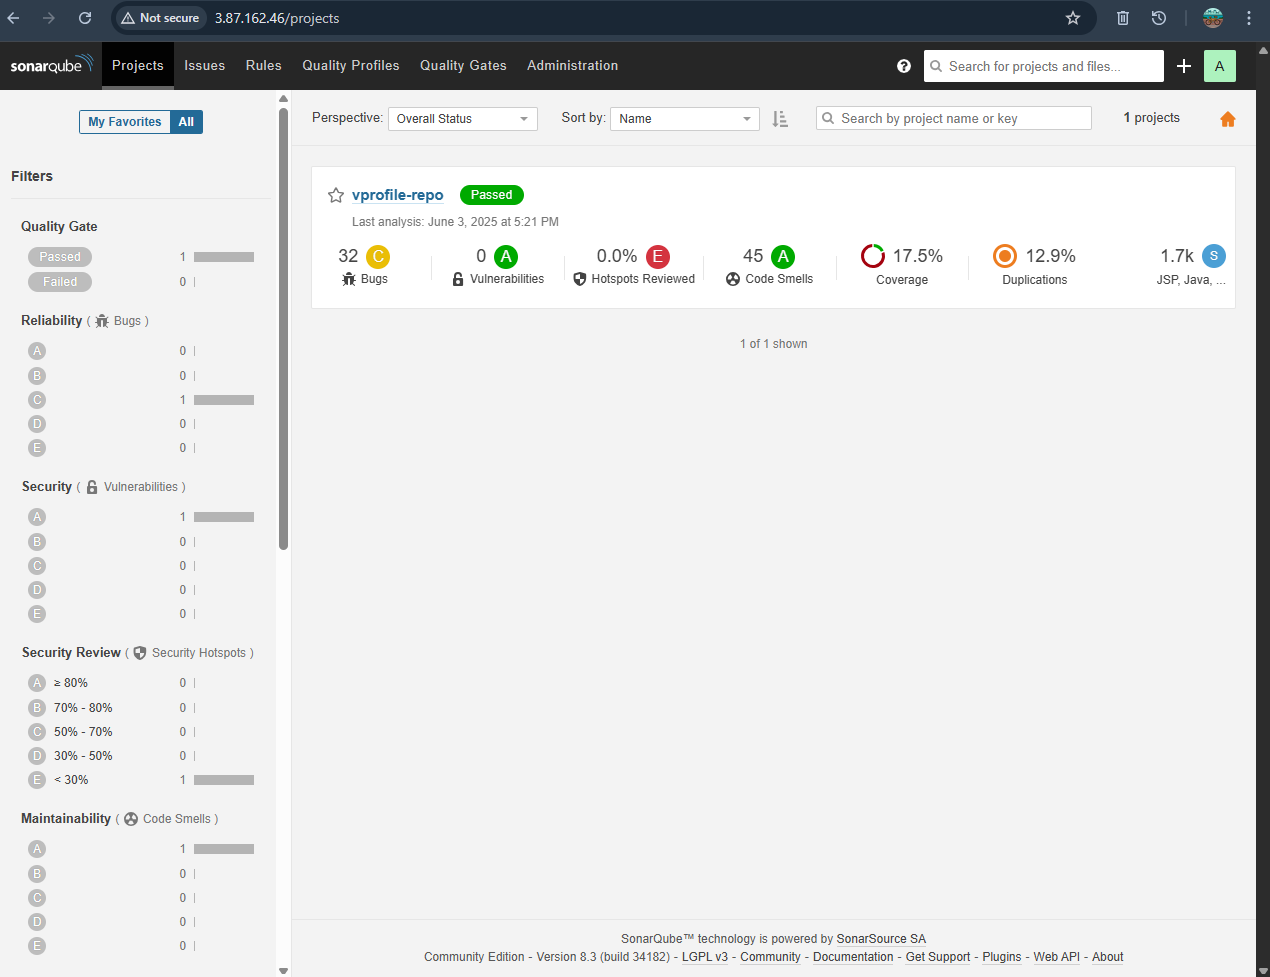 Not secure 3.87.162.46/projects
sonarqube Projects Issues Rules Quality Profiles Quality Gates Administration ? Search for projects and files... A
My Favorites All
Perspective: Overall Status Sort by: Name Search by project name or key 1 projects
Filters
Quality Gate
Passed 1
Failed 0
Reliability ( Bugs )
A 0
B 0
C 1
D 0
E 0
Security ( Vulnerabilities )
A 1
B 0
C 0
D 0
E 0
Security Review ( Security Hotspots )
A ≥ 80% 0
B 70% - 80% 0
C 50% - 70% 0
D 30% - 50% 0
E < 30% 1
Maintainability ( Code Smells )
A 1
B 0
C 0
D 0
E 0
vprofile-repo Passed
Last analysis: June 3, 2025 at 5:21 PM
32 C 0 A 0.0% E 45 A 17.5% 12.9% 1.7k S
Bugs Vulnerabilities Hotspots Reviewed Code Smells Coverage Duplications JSP, Java, ...
1 of 1 shown
SonarQube™ technology is powered by SonarSource SA
Community Edition - Version 8.3 (build 34182) - LGPL v3 - Community - Documentation - Get Support - Plugins - Web API - About